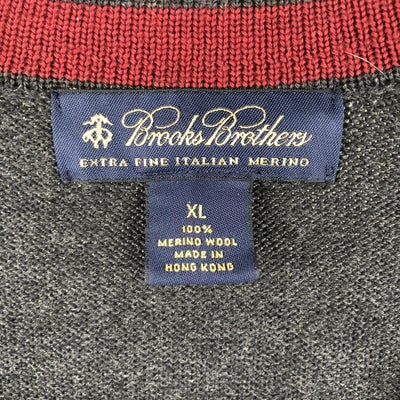 Brooks Brothers
EXTRA FINE ITALIAN MERINO
XL
100%
MERINO WOOL
MADE IN
HONG KONG